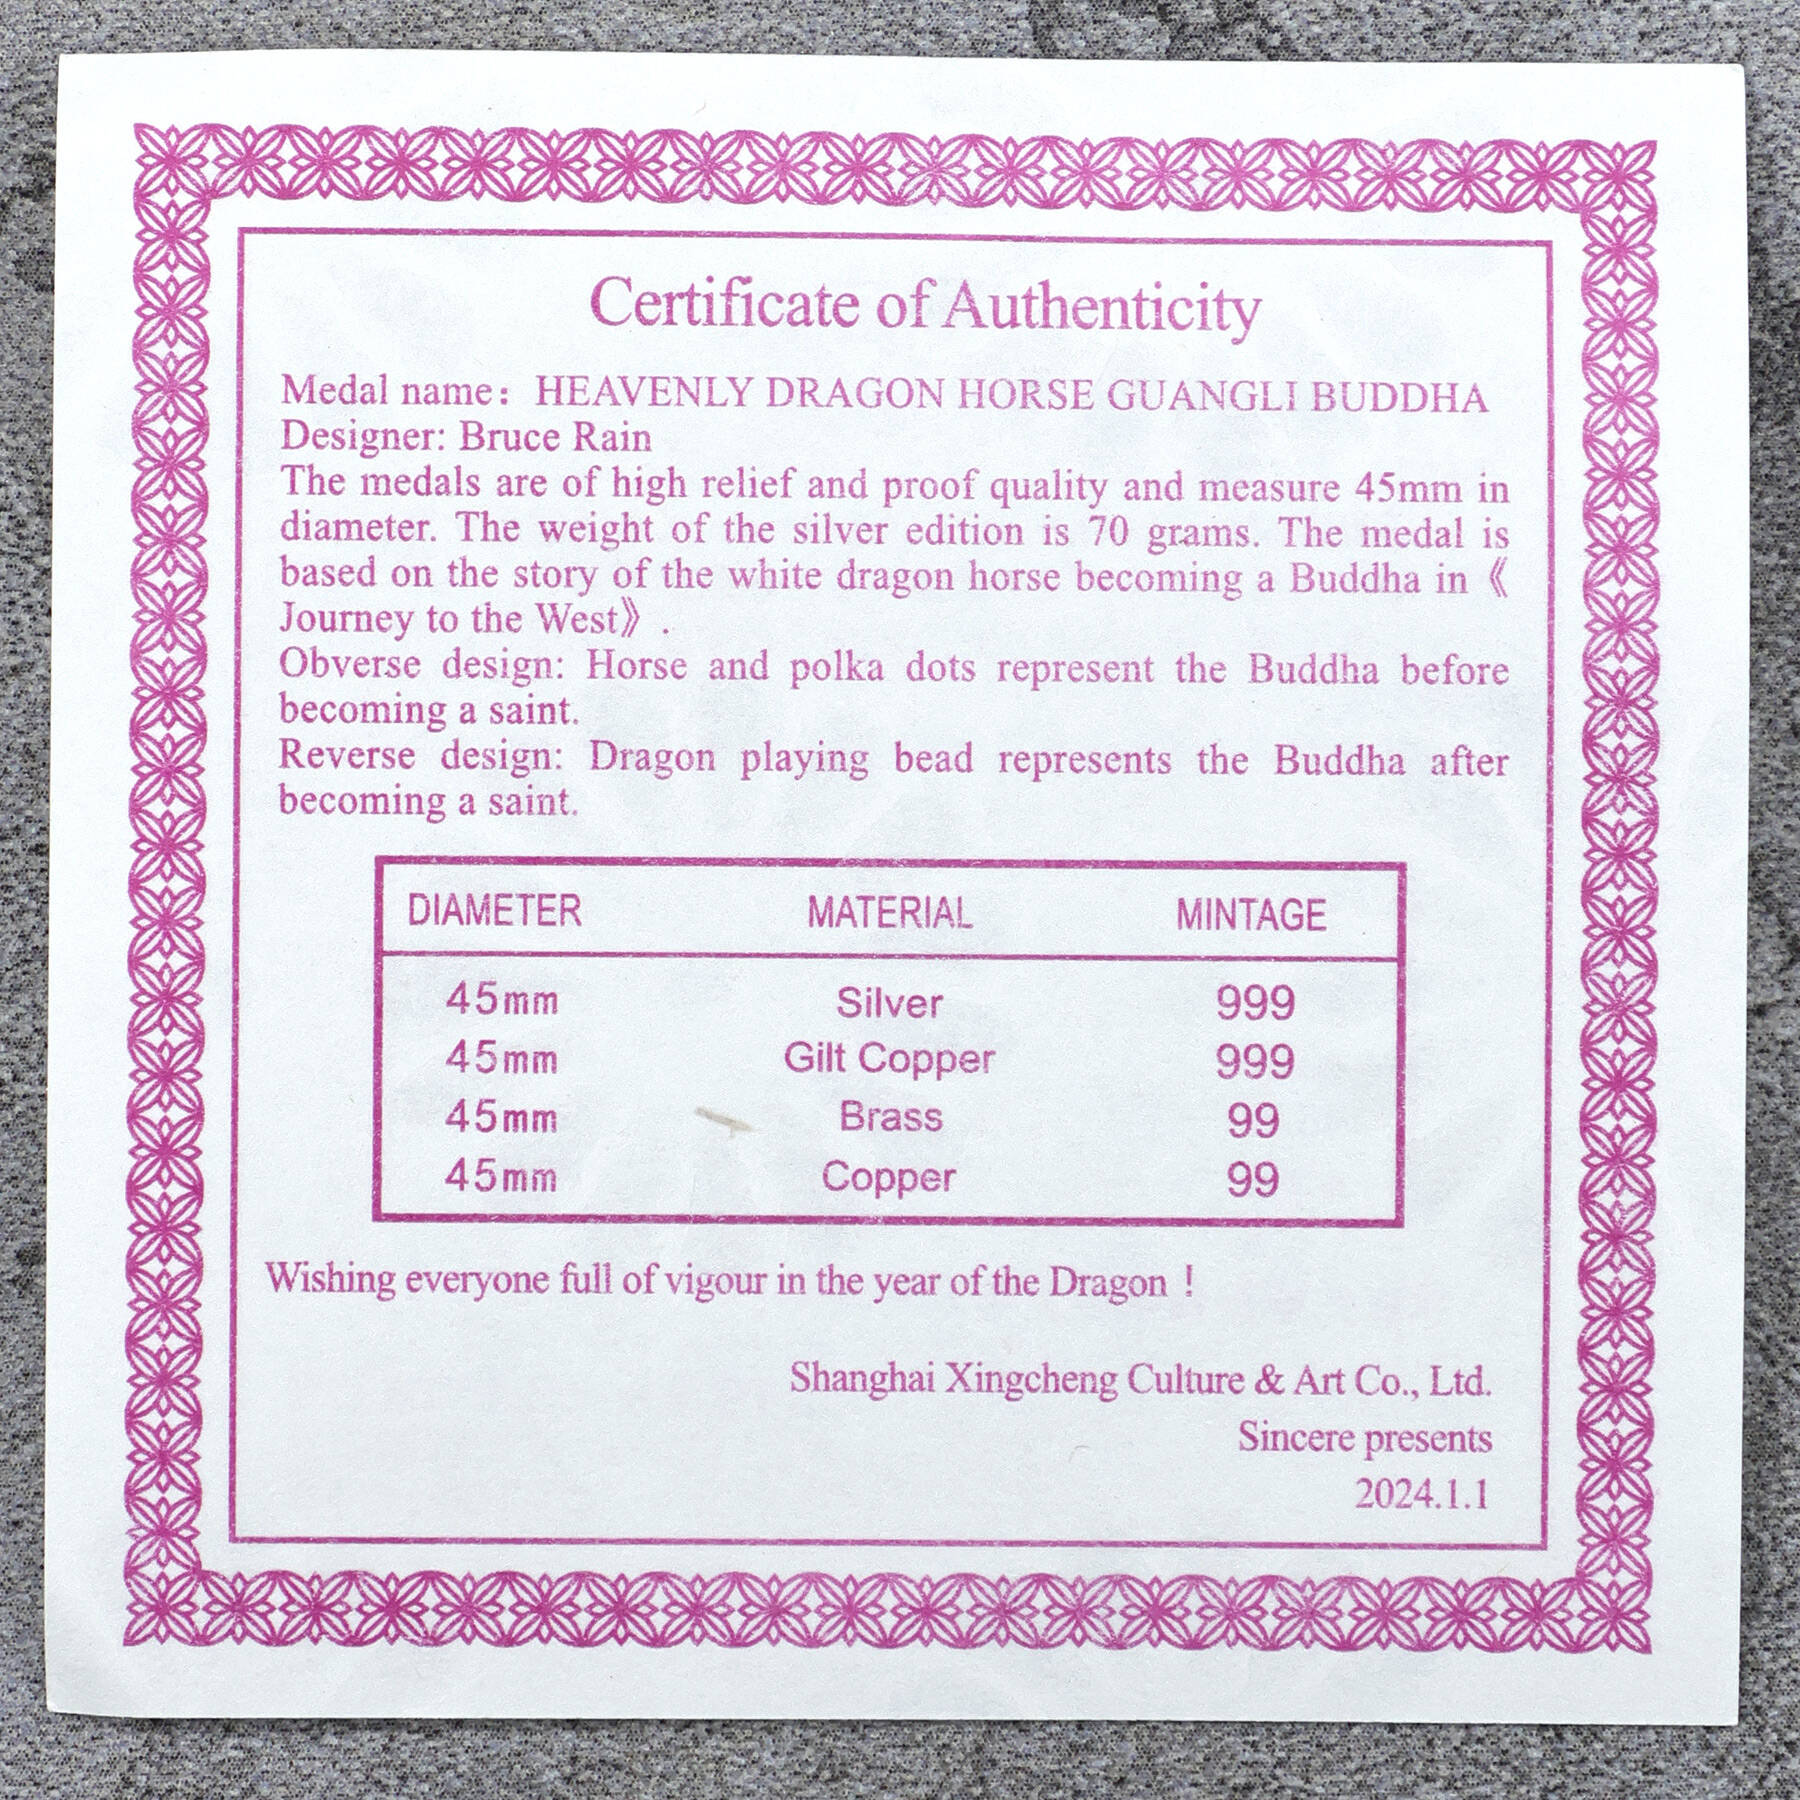 Certificate of Authenticity
Medal name： HEAVENLY DRAGON HORSE GUANGLI BUDDHA
Designer: Bruce Rain
The medals are of high relief and proof quality and measure 45mm in
diameter. The weight of the silver edition is 70 grams. The medal is
based on the story of the white dragon horse becoming a Buddha in《
Journey to the West》.
Obverse design: Horse and polka dots represent the Buddha before
becoming a saint.
Reverse design: Dragon playing bead represents the Buddha after
becoming a saint.
DIAMETER MATERIAL MINTAGE
45mm Silver 999
45mm Gilt Copper 999
45mm Brass 99
45mm Copper 99
Wishing everyone full of vigour in the year of the Dragon！
Shanghai Xingcheng Culture & Art Co., Ltd.
Sincere presents
2024.1.1